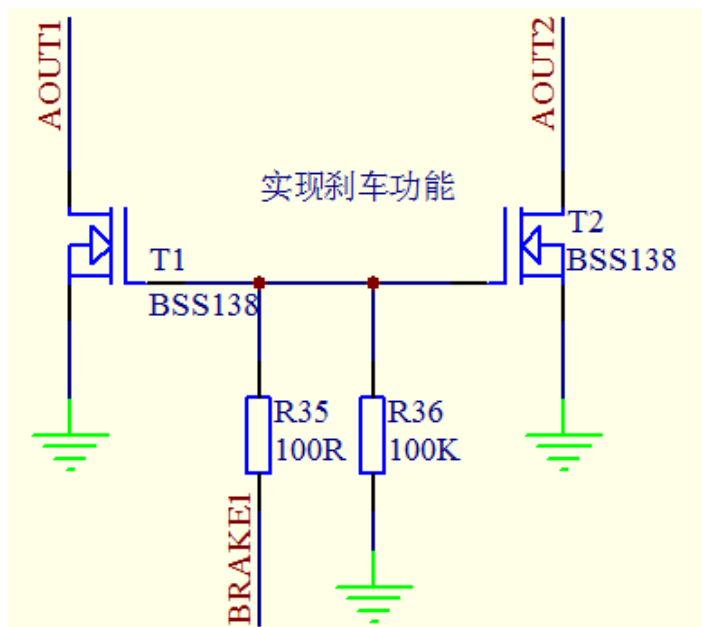 AOUT1
AOUT2
实现刹车功能
T1
BSS138
T2
BSS138
R35
100R
R36
100K
BRAKE1